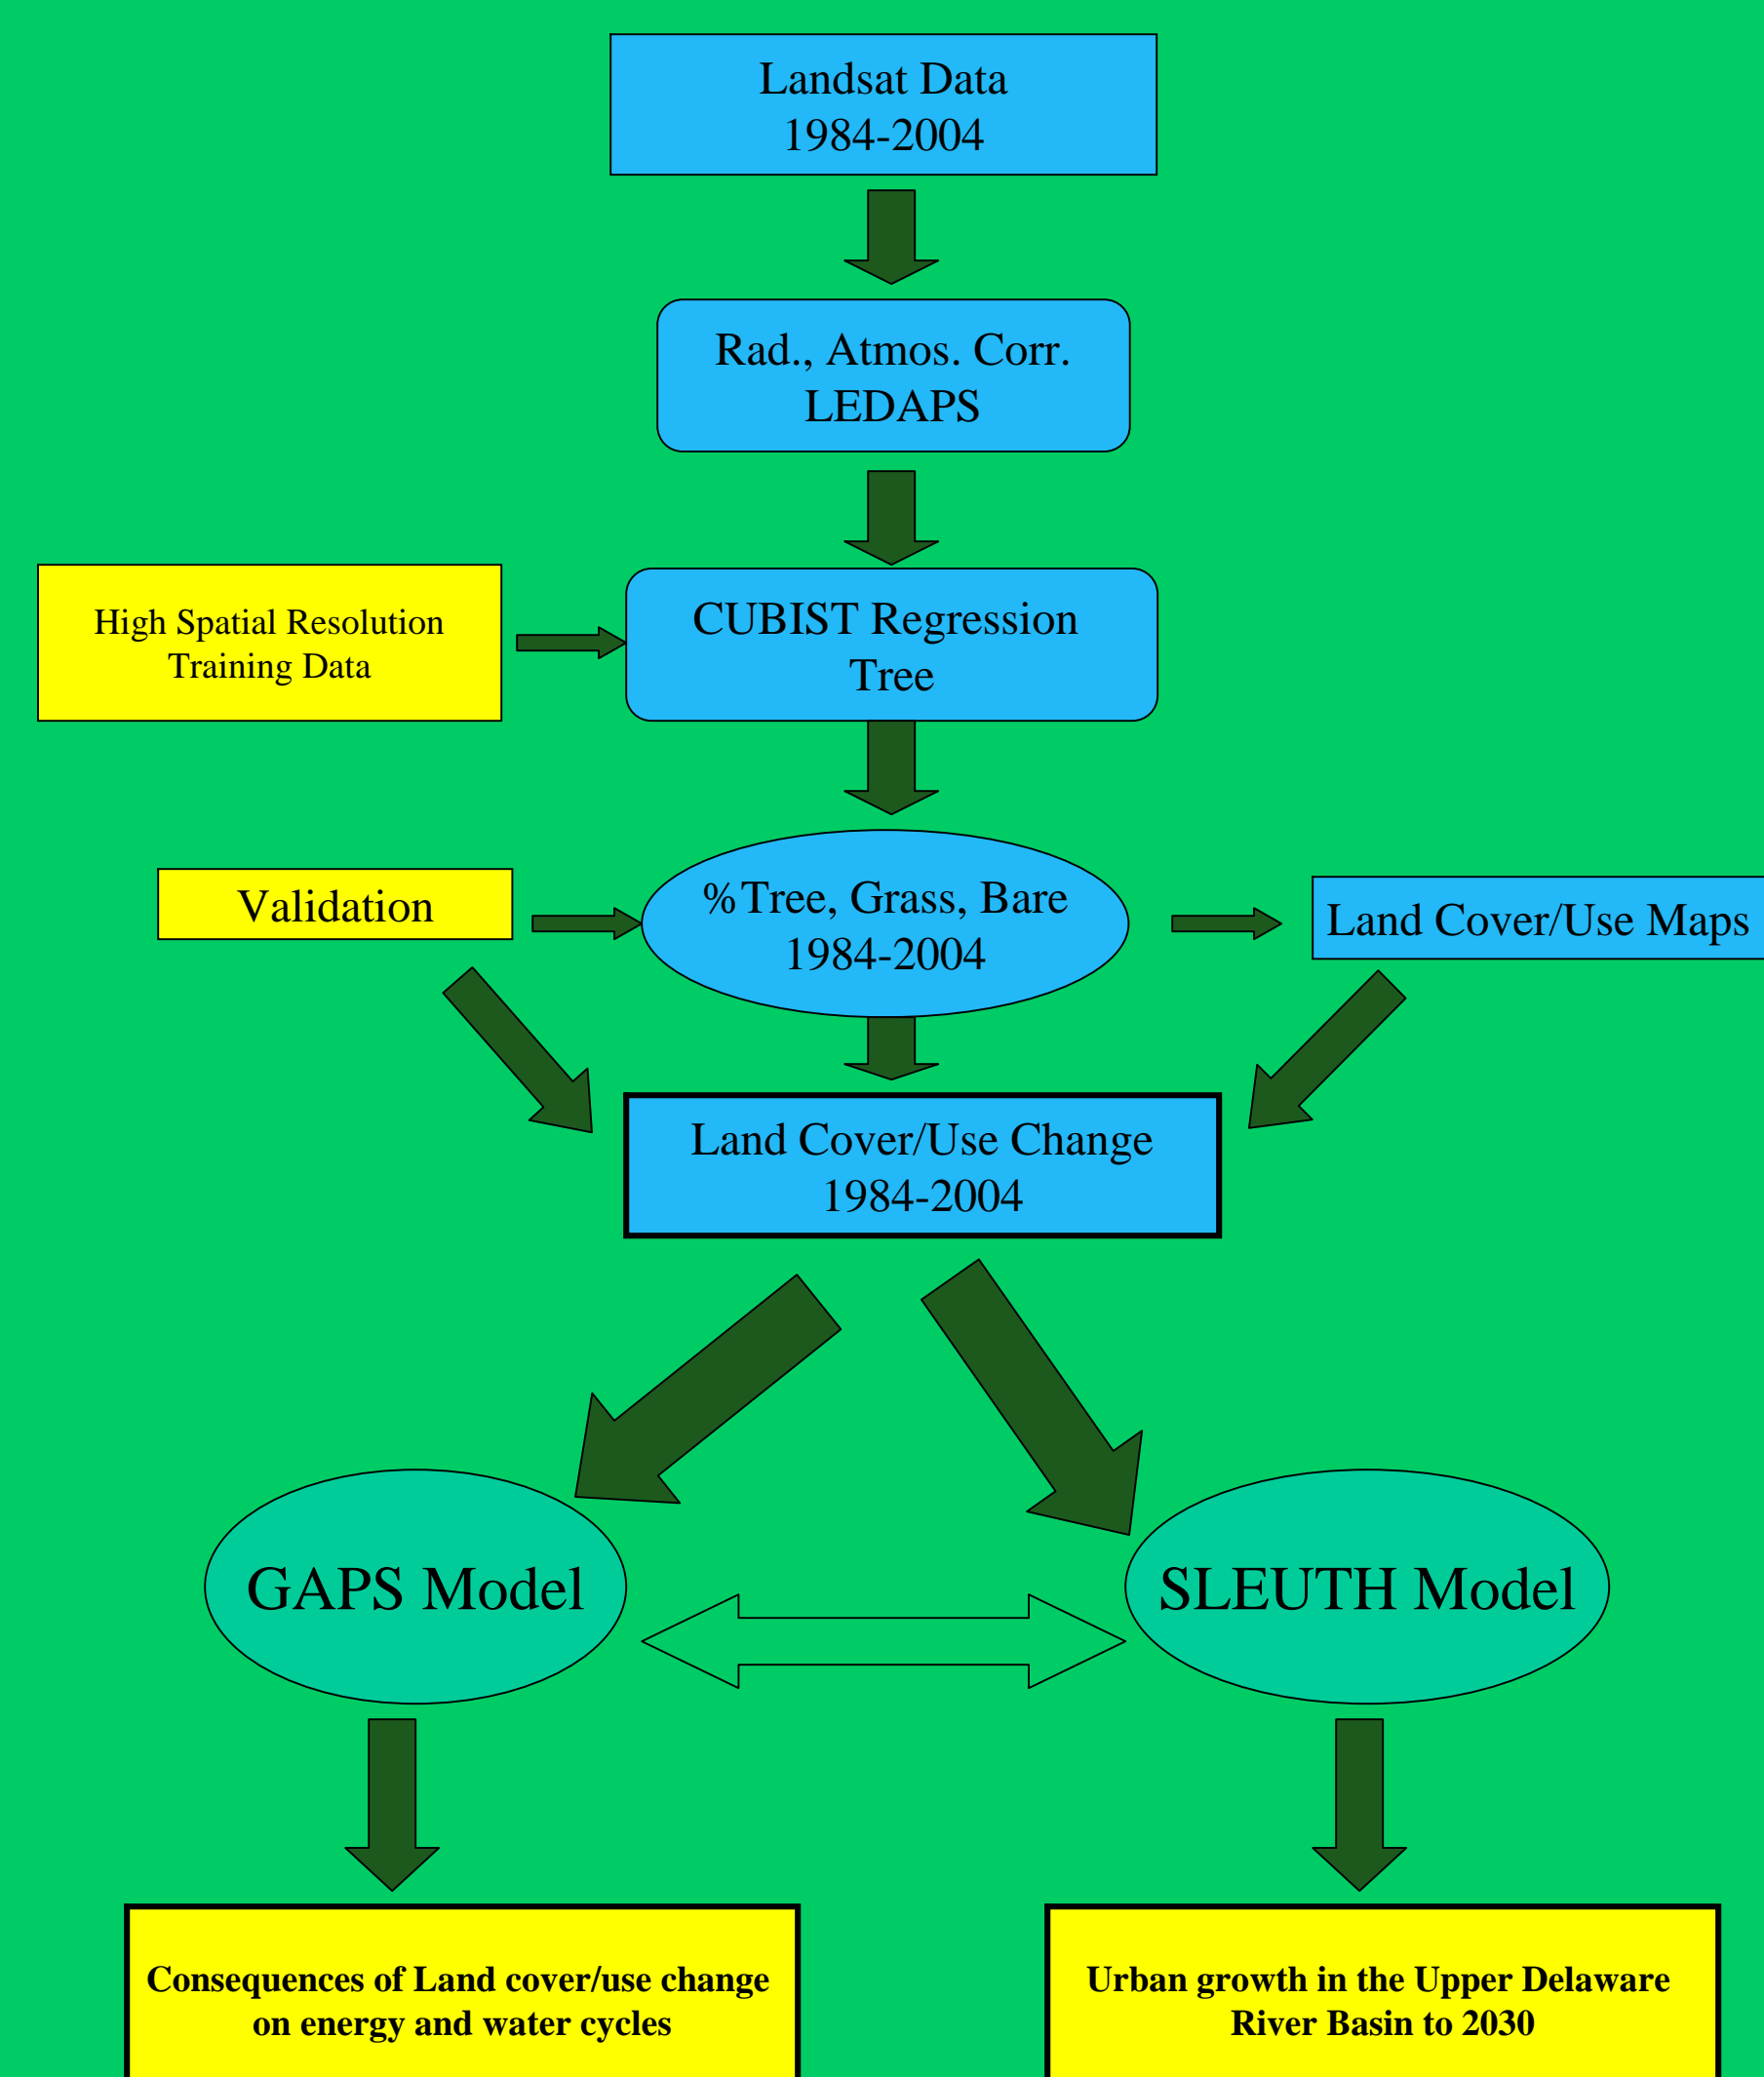 Landsat Data
1984-2004
Rad., Atmos. Corr.
LEDAPS
High Spatial Resolution
Training Data
CUBIST Regression
Tree
Validation
%Tree, Grass, Bare
1984-2004
Land Cover/Use Maps
Land Cover/Use Change
1984-2004
GAPS Model
SLEUTH Model
Consequences of Land cover/use change
on energy and water cycles
Urban growth in the Upper Delaware
River Basin to 2030